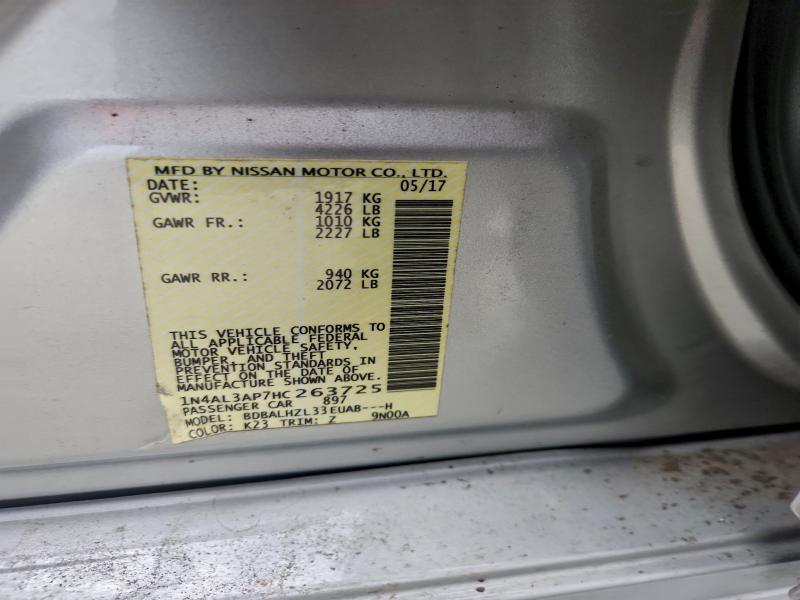 MFD BY NISSAN MOTOR CO., LTD.
DATE: 05/17
GVWR: 1917 KG
4226 LB
GAWR FR.: 1010 KG
2227 LB
GAWR RR.: 940 KG
2072 LB
THIS VEHICLE CONFORMS TO
ALL APPLICABLE FEDERAL
MOTOR VEHICLE SAFETY,
BUMPER, AND THEFT
PREVENTION STANDARDS IN
EFFECT ON THE DATE OF
MANUFACTURE SHOWN ABOVE.
1N4AL3AP7HC263725
PASSENGER CAR 897
MODEL: BDBALHZL33EUAB---H
COLOR: K23 TRIM: Z 9N00A